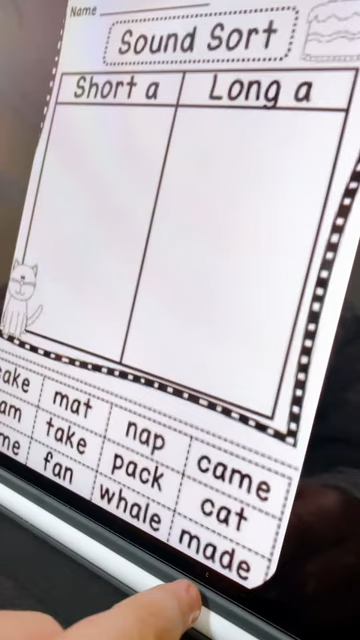 Name
Sound Sort
Short a Long a
mat nap came
take pack cat
fan whale made